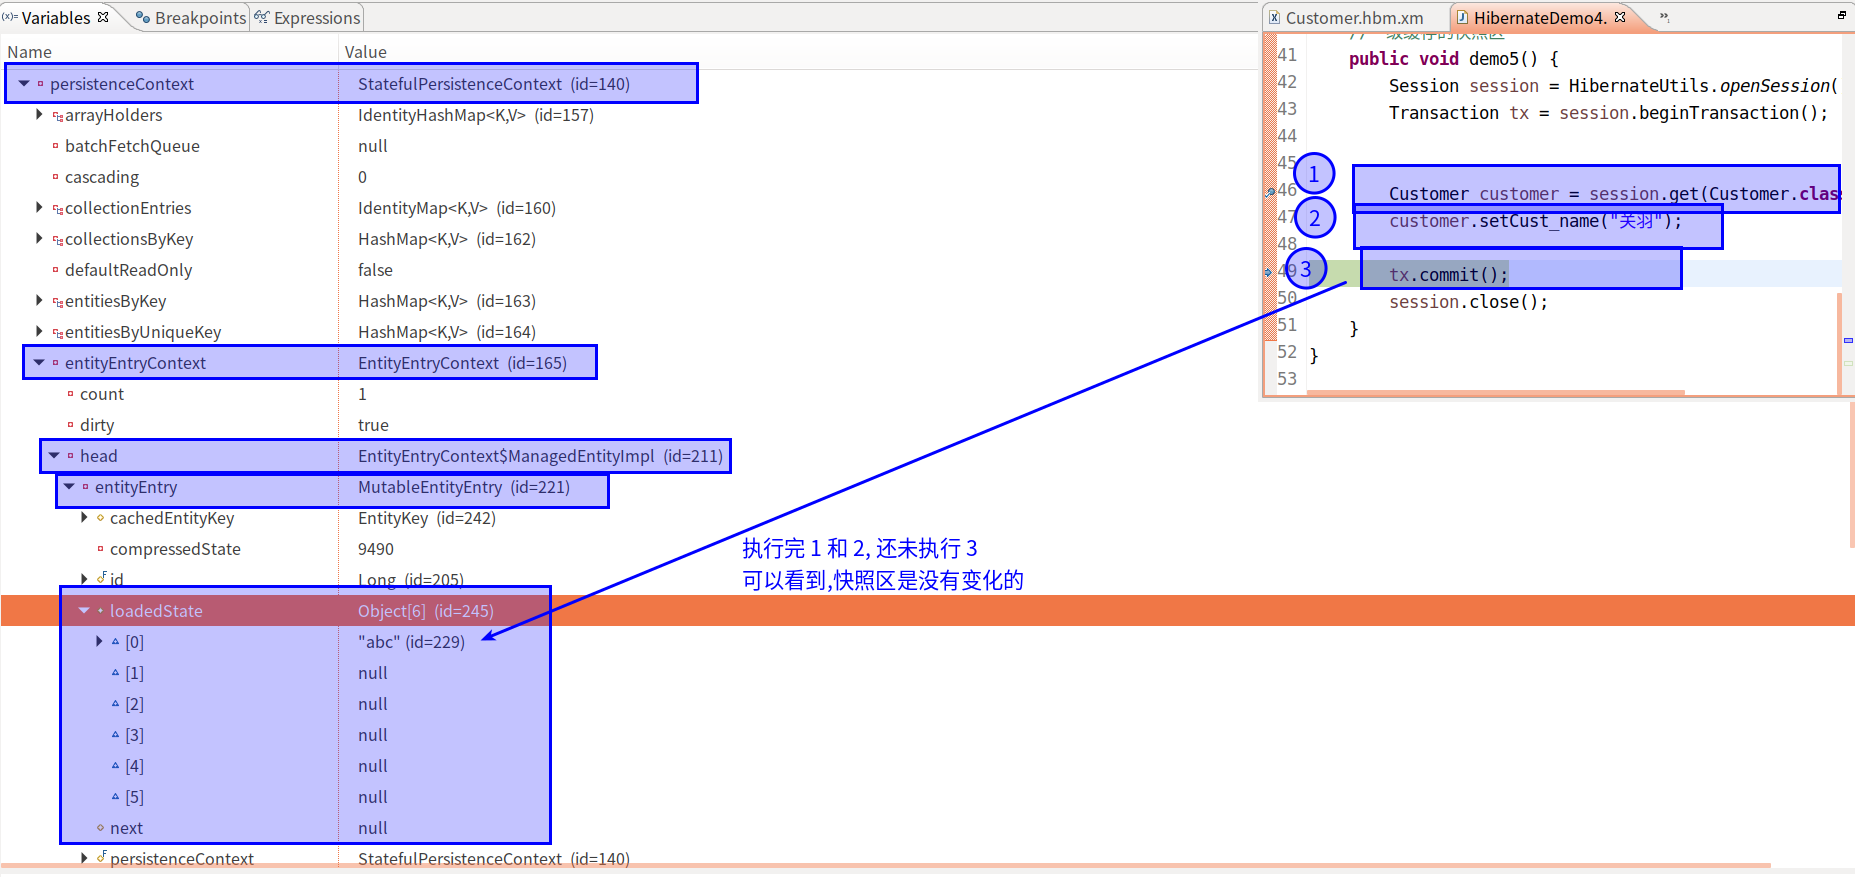 Variables
Breakpoints
Expressions
Name Value
persistenceContext StatefulPersistenceContext (id=140)
arrayHolders IdentityHashMap<K,V> (id=157)
batchFetchQueue null
cascading 0
collectionEntries IdentityMap<K,V> (id=160)
collectionsByKey HashMap<K,V> (id=162)
defaultReadOnly false
entitiesByKey HashMap<K,V> (id=163)
entitiesByUniqueKey HashMap<K,V> (id=164)
entityEntryContext EntityEntryContext (id=165)
count 1
dirty true
head EntityEntryContext$ManagedEntityImpl (id=211)
entityEntry MutableEntityEntry (id=221)
cachedEntityKey EntityKey (id=242)
compressedState 9490
id Long (id=205)
loadedState Object[6] (id=245)
[0] "abc" (id=229)
[1] null
[2] null
[3] null
[4] null
[5] null
next null
persistenceContext StatefulPersistenceContext (id=140)
执行完 1 和 2, 还未执行 3
可以看到,快照区是没有变化的
Customer.hbm.xm
HibernateDemo4.
41 public void demo5() {
42 Session session = HibernateUtils.openSession(
43 Transaction tx = session.beginTransaction();
44
45
1
46 Customer customer = session.get(Customer.clas
2
47 customer.setCust_name("关羽");
48
3
49 tx.commit();
50 session.close();
51 }
52 }
53